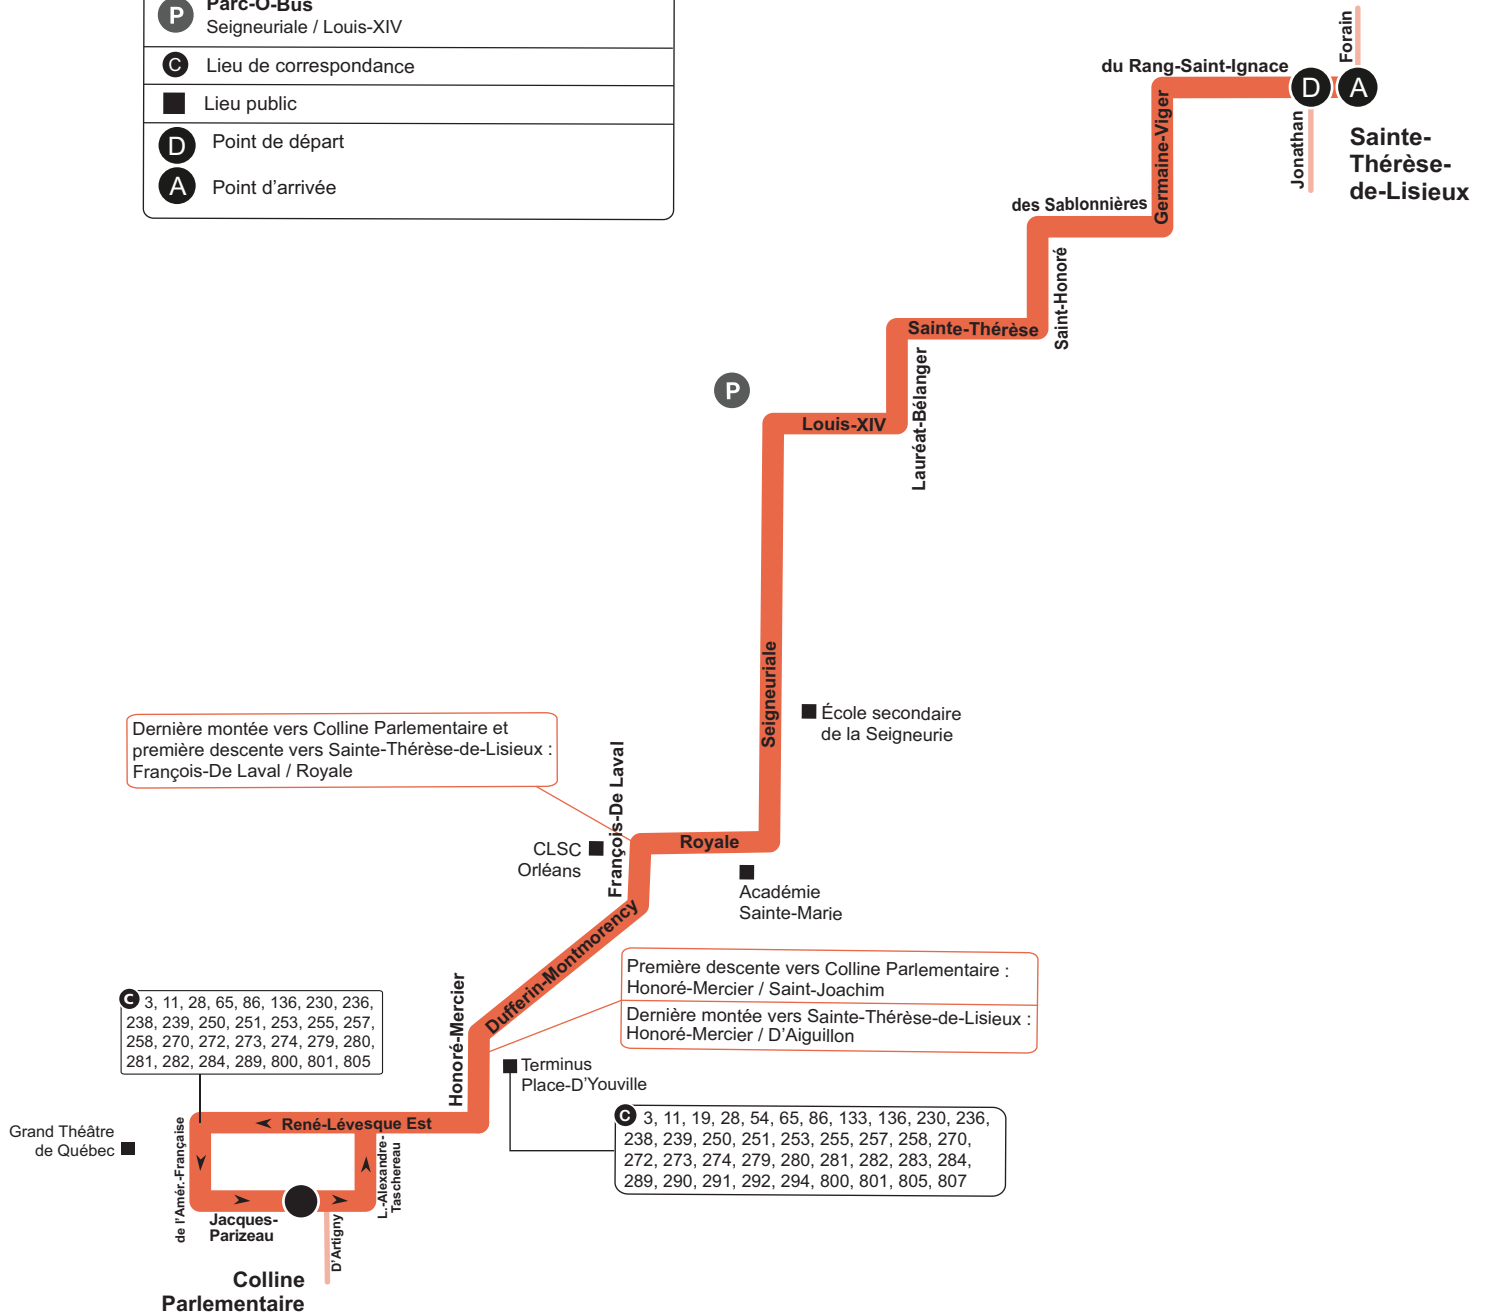 Parc-O-Bus
P
Seigneuriale / Louis-XIV
C Lieu de correspondance
Lieu public
D Point de départ
A Point d'arrivée
Forain
du Rang-Saint-Ignace
D A
Jonathan
Germaine-Viger
Sainte-
Thérèse-
de-Lisieux
des Sablonnières
Saint-Honoré
Sainte-Thérèse
Lauréat-Bélanger
P
Louis-XIV
Seigneuriale
École secondaire
de la Seigneurie
Dernière montée vers Colline Parlementaire et
première descente vers Sainte-Thérèse-de-Lisieux :
François-De Laval / Royale
François-De Laval
Royale
CLSC
Orléans
Académie
Sainte-Marie
Dufferin-Montmorency
Première descente vers Colline Parlementaire :
Honoré-Mercier / Saint-Joachim
Dernière montée vers Sainte-Thérèse-de-Lisieux :
Honoré-Mercier / D'Aiguillon
Honoré-Mercier
C 3, 11, 28, 65, 86, 136, 230, 236,
238, 239, 250, 251, 253, 255, 257,
258, 270, 272, 273, 274, 279, 280,
281, 282, 284, 289, 800, 801, 805
Terminus
Place-D'Youville
C 3, 11, 19, 28, 54, 65, 86, 133, 136, 230, 236,
238, 239, 250, 251, 253, 255, 257, 258, 270,
272, 273, 274, 279, 280, 281, 282, 283, 284,
289, 290, 291, 292, 294, 800, 801, 805, 807
René-Lévesque Est
Grand Théâtre
de Québec
de l'Amér.-Française
L.-Alexandre-
Taschereau
Jacques-
Parizeau
D'Artigny
Colline
Parlementaire